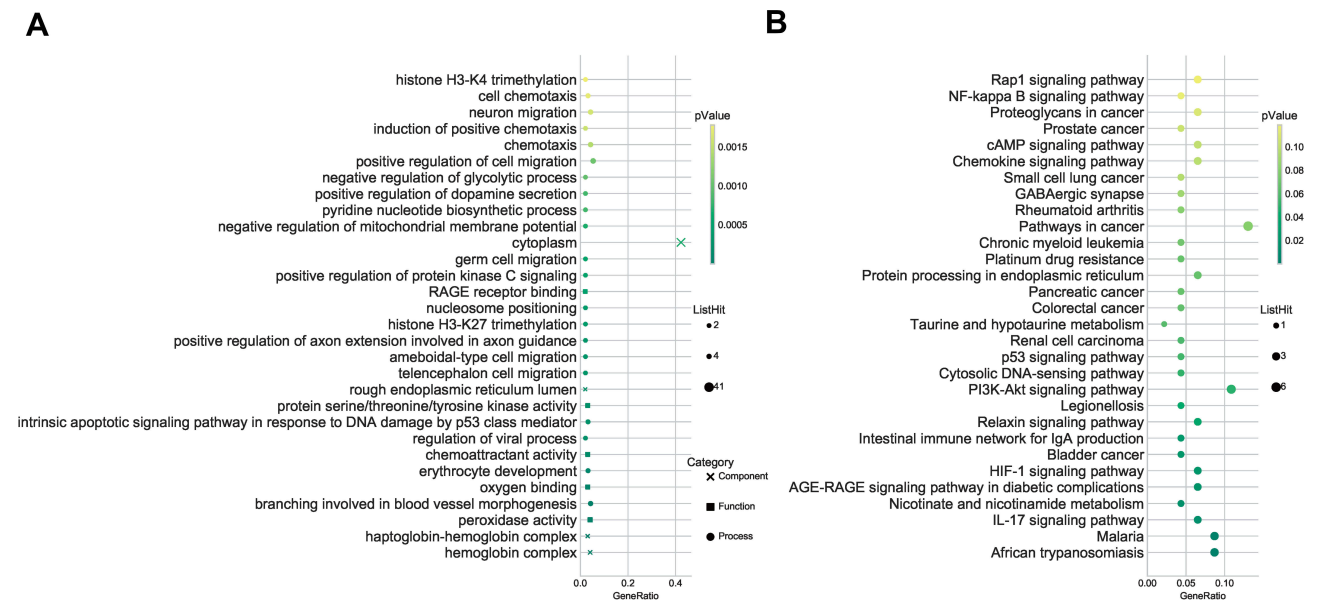 A
histone H3-K4 trimethylation
cell chemotaxis
neuron migration
induction of positive chemotaxis
chemotaxis
positive regulation of cell migration
negative regulation of glycolytic process
positive regulation of dopamine secretion
pyridine nucleotide biosynthetic process
negative regulation of mitochondrial membrane potential
cytoplasm
germ cell migration
positive regulation of protein kinase C signaling
RAGE receptor binding
nucleosome positioning
histone H3-K27 trimethylation
positive regulation of axon extension involved in axon guidance
ameboidal-type cell migration
telencephalon cell migration
rough endoplasmic reticulum lumen
protein serine/threonine/tyrosine kinase activity
intrinsic apoptotic signaling pathway in response to DNA damage by p53 class mediator
regulation of viral process
chemoattractant activity
erythrocyte development
oxygen binding
branching involved in blood vessel morphogenesis
peroxidase activity
haptoglobin-hemoglobin complex
hemoglobin complex
0.0 0.2 0.4
GeneRatio
pValue
0.0015
0.0010
0.0005
ListHit
2
4
41
Category
Component
Function
Process
B
Rap1 signaling pathway
NF-kappa B signaling pathway
Proteoglycans in cancer
Prostate cancer
cAMP signaling pathway
Chemokine signaling pathway
Small cell lung cancer
GABAergic synapse
Rheumatoid arthritis
Pathways in cancer
Chronic myeloid leukemia
Platinum drug resistance
Protein processing in endoplasmic reticulum
Pancreatic cancer
Colorectal cancer
Taurine and hypotaurine metabolism
Renal cell carcinoma
p53 signaling pathway
Cytosolic DNA-sensing pathway
PI3K-Akt signaling pathway
Legionellosis
Relaxin signaling pathway
Intestinal immune network for IgA production
Bladder cancer
HIF-1 signaling pathway
AGE-RAGE signaling pathway in diabetic complications
Nicotinate and nicotinamide metabolism
IL-17 signaling pathway
Malaria
African trypanosomiasis
0.00 0.05 0.10
GeneRatio
pValue
0.10
0.08
0.06
0.04
0.02
ListHit
1
3
6